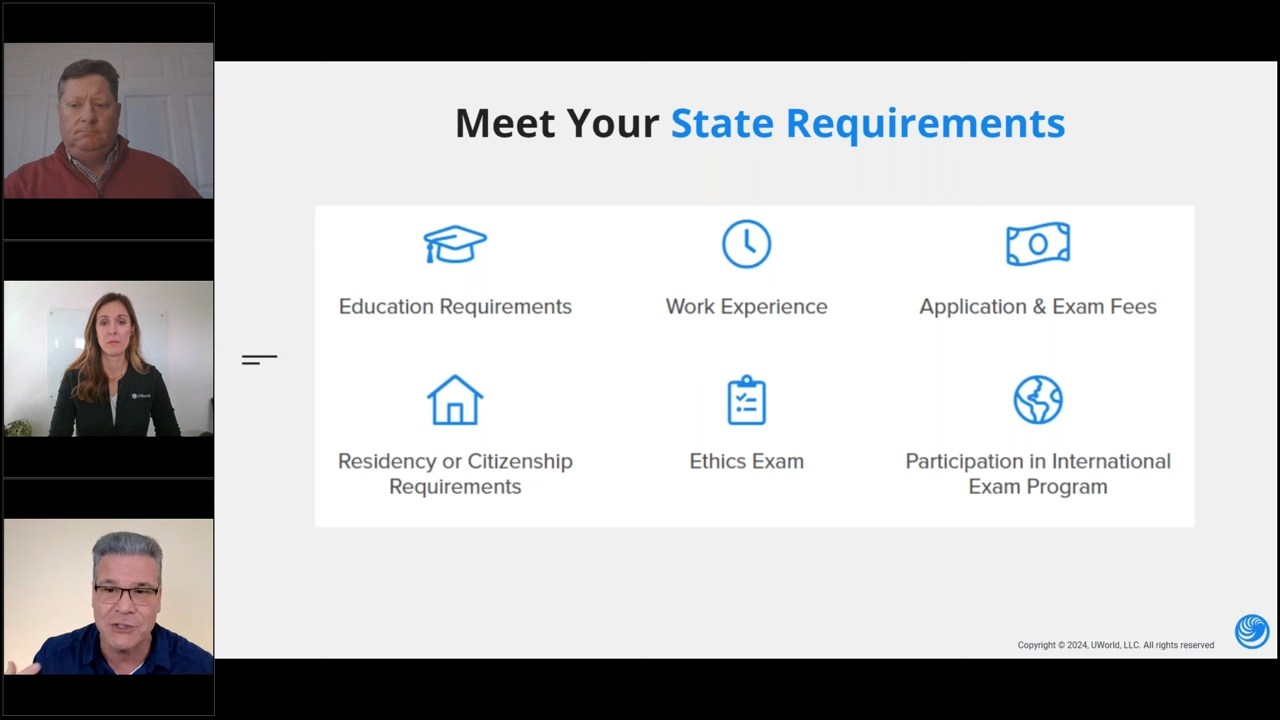 Meet Your State Requirements
Education Requirements
Work Experience
Application & Exam Fees
Residency or Citizenship
Requirements
Ethics Exam
Participation in International
Exam Program
UWorld
Copyright © 2024, UWorld, LLC. All rights reserved